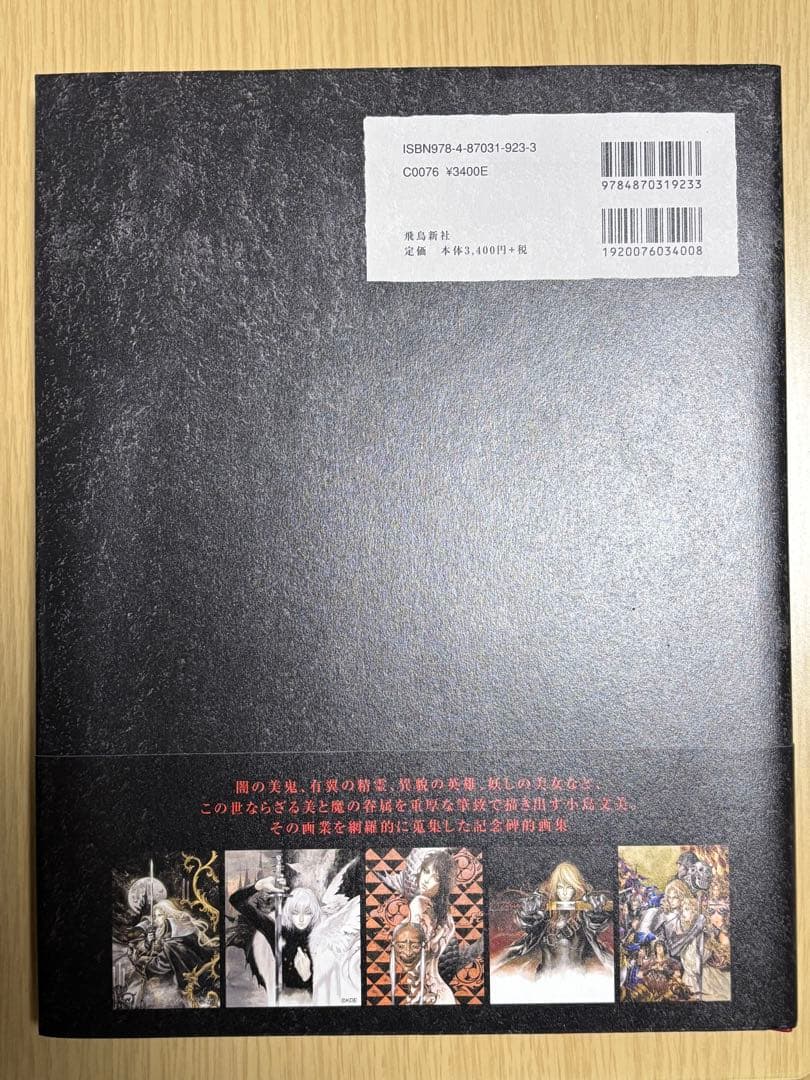 ISBN978-4-87031-923-3
C0076 ¥3400E
9784870319233
飛鳥新社
定価 本体3,400円+税
1920076034008
闇の美鬼、有翼の精霊、異貌の英雄、妖しの美女など、
この世ならざる美と魔の眷属を重厚な筆致で描き出す小島文美。
その画業を網羅的に蒐集した記念碑的画集
©KDE